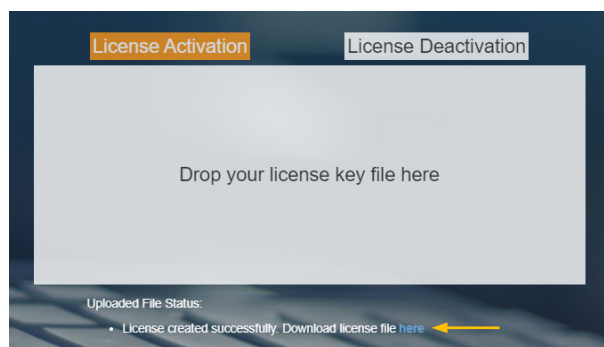 License Activation
License Deactivation
Drop your license key file here
Uploaded File Status:
• License created successfully. Download license file here